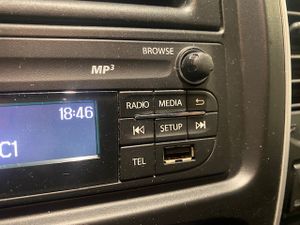 BROWSE
MP3
RADIO MEDIA
18:46
SETUP
C1
TEL